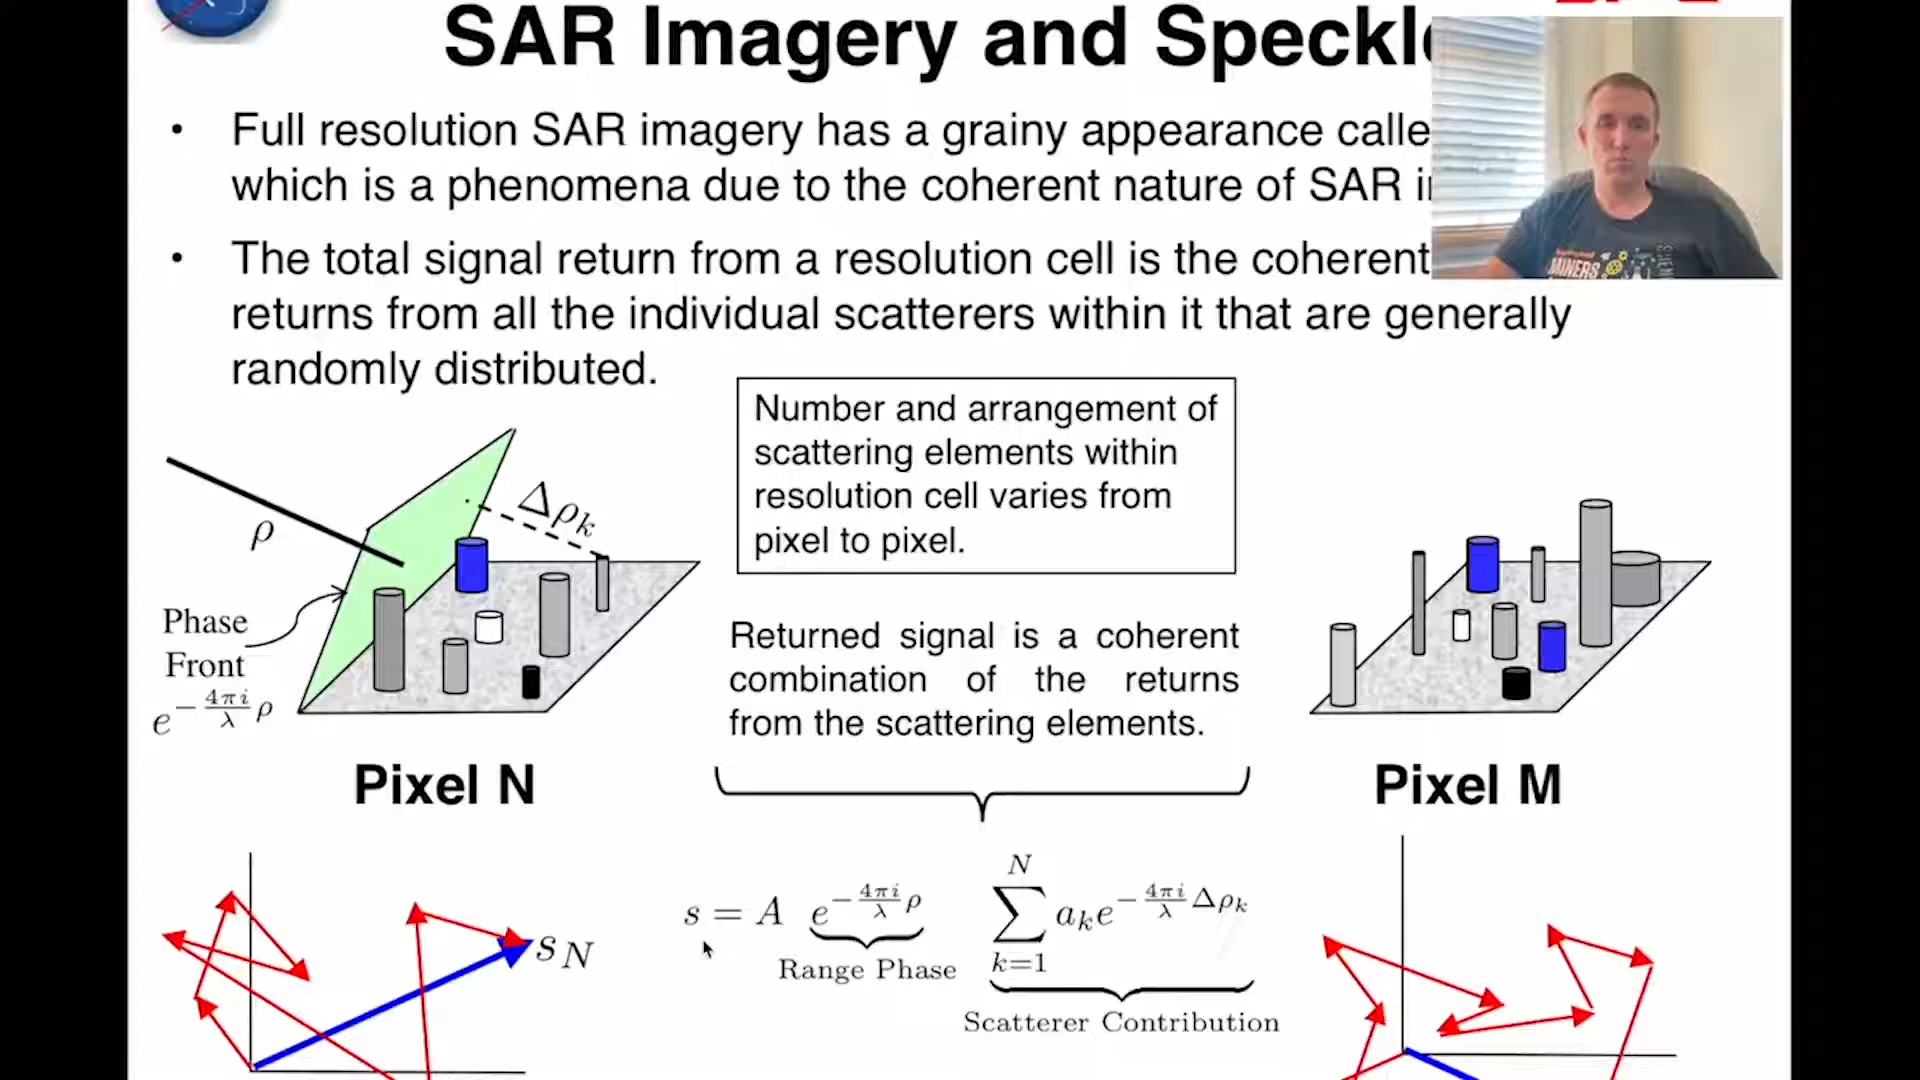 SAR Imagery and Speckl
• Full resolution SAR imagery has a grainy appearance calle
which is a phenomena due to the coherent nature of SAR i
• The total signal return from a resolution cell is the coherent
returns from all the individual scatterers within it that are generally
randomly distributed.
Number and arrangement of
scattering elements within
resolution cell varies from
pixel to pixel.
ρ
Δρ_k
Phase
Front
e^{-\frac{4πi}{λ}ρ}
Returned signal is a coherent
combination of the returns
from the scattering elements.
Pixel N
Pixel M
s_N
s = A e^{-\frac{4πi}{λ}ρ} \sum_{k=1}^{N} a_k e^{-\frac{4πi}{λ}Δρ_k}
Range Phase
Scatterer Contribution